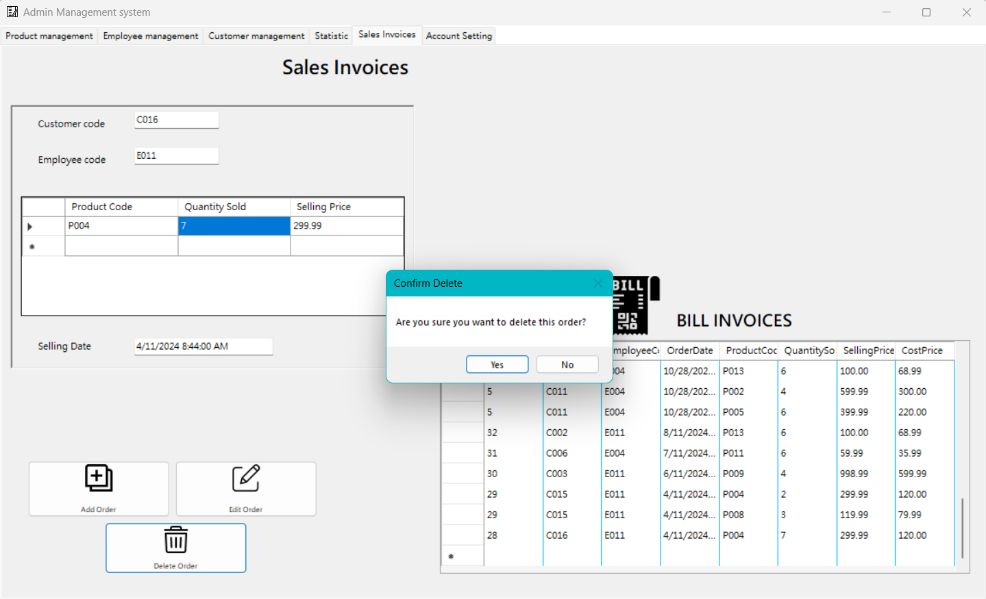 Admin Management system
Product management Employee management Customer management Statistic Sales Invoices Account Setting
Sales Invoices
Customer code C016
Employee code E011
Product Code Quantity Sold Selling Price
P004 7 299.99
Selling Date 4/11/2024 8:44:00 AM
Add Order Edit Order
Delete Order
Confirm Delete
Are you sure you want to delete this order?
Yes No
BILL
BILL INVOICES
OrderDate ProductCoc QuantitySo SellingPrice CostPrice
10/28/202... P013 6 100.00 68.99
5 C011 E004 10/28/202... P002 4 599.99 300.00
5 C011 E004 10/28/202... P005 6 399.99 220.00
32 C002 E011 8/11/2024... P013 6 100.00 68.99
31 C006 E004 7/11/2024... P011 6 59.99 35.99
30 C003 E011 6/11/2024... P009 4 998.99 599.99
29 C015 E011 4/11/2024... P004 2 299.99 120.00
29 C015 E011 4/11/2024... P008 3 119.99 79.99
28 C016 E011 4/11/2024... P004 7 299.99 120.00